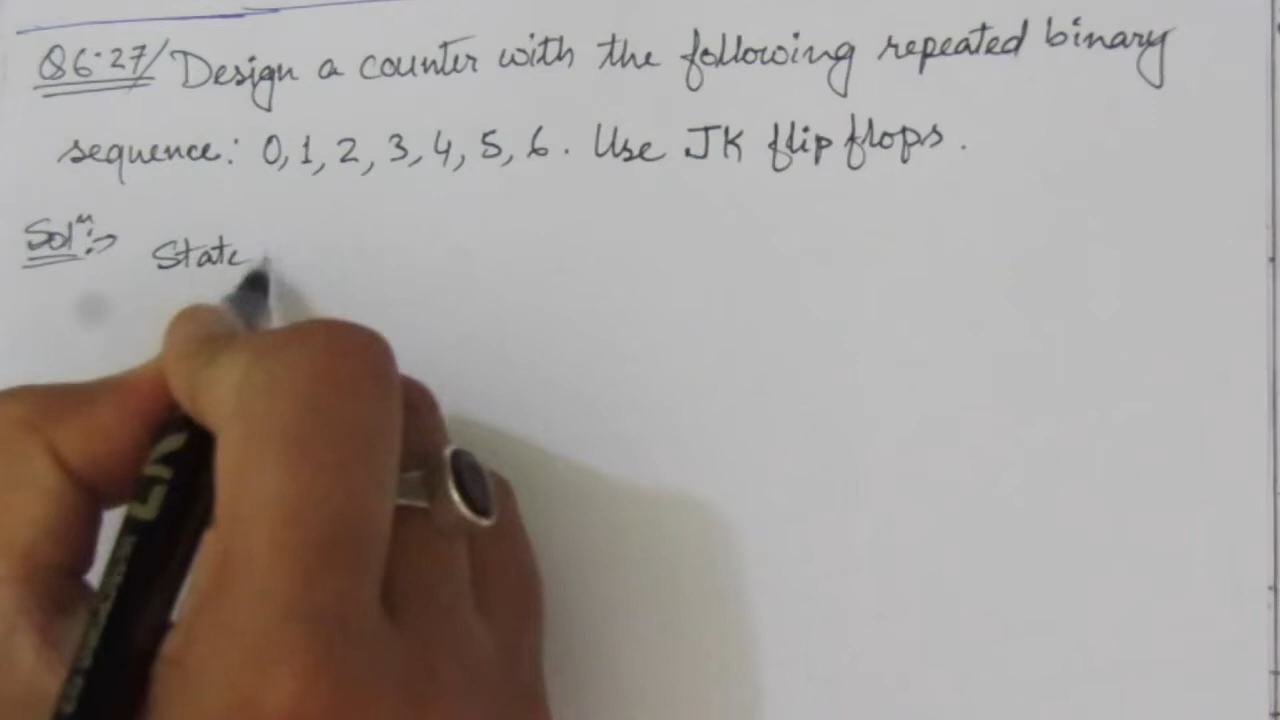 Q6.27/ Design a counter with the following repeated binary
sequence: 0, 1, 2, 3, 4, 5, 6. Use JK flip flops.
Solⁿ:-> State